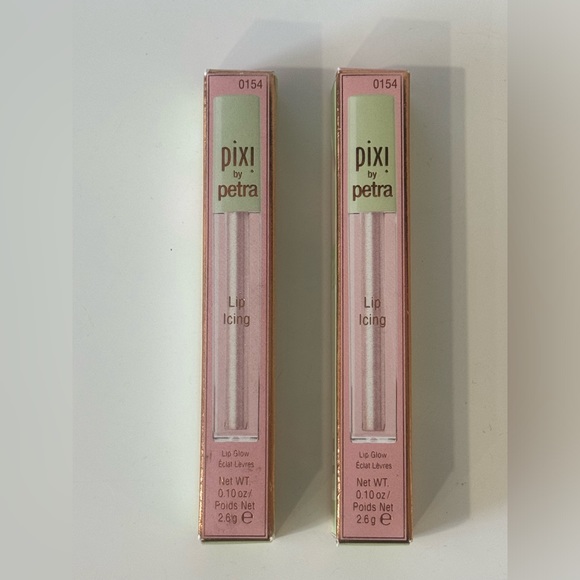 0154
pixi
by
petra
Lip
Icing
Lip Glow
Éclat Lèvres
Net WT.
0.10 oz/
Poids Net
2.6g ℮
0154
pixi
by
petra
Lip
Icing
Lip Glow
Éclat Lèvres
Net WT.
0.10 oz/
Poids Net
2.6g ℮